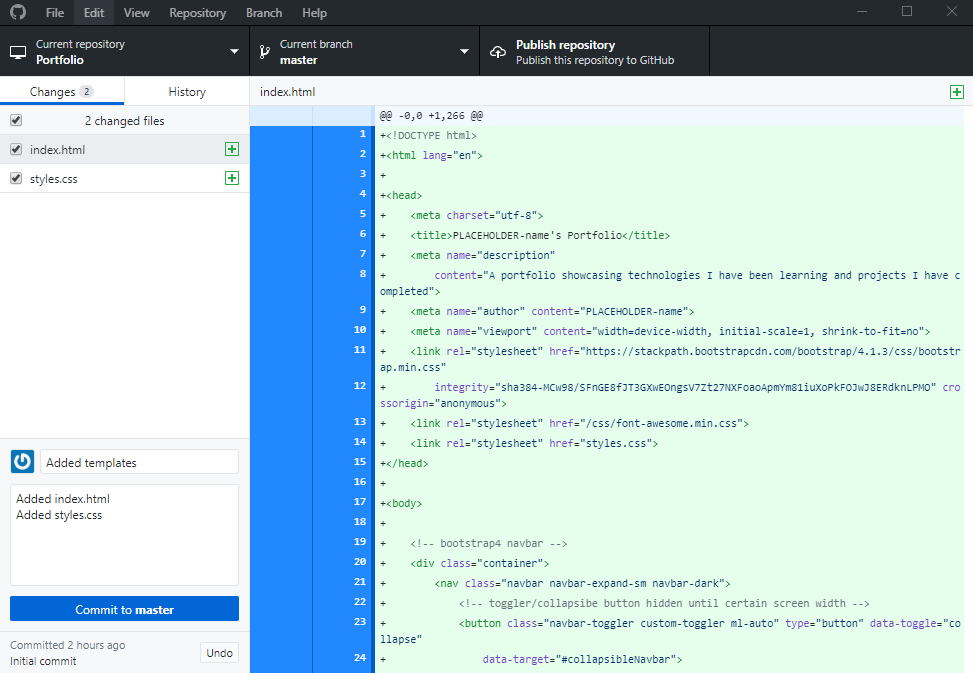 File Edit View Repository Branch Help
Current repository
Portfolio
Current branch
master
Publish repository
Publish this repository to GitHub
Changes 2 History
2 changed files
index.html
styles.css
Added templates
Added index.html
Added styles.css
Commit to master
Committed 2 hours ago
Initial commit
Undo
index.html
@@ -0,0 +1,266 @@
1 +<!DOCTYPE html>
2 +<html lang="en">
3 +
4 +<head>
5 +    <meta charset="utf-8">
6 +    <title>PLACEHOLDER-name's Portfolio</title>
7 +    <meta name="description"
8 +        content="A portfolio showcasing technologies I have been learning and projects I have c
ompleted">
9 +    <meta name="author" content="PLACEHOLDER-name">
10 +    <meta name="viewport" content="width=device-width, initial-scale=1, shrink-to-fit=no">
11 +    <link rel="stylesheet" href="https://stackpath.bootstrapcdn.com/bootstrap/4.1.3/css/bootstr
ap.min.css"
12 +        integrity="sha384-MCw98/SFnGE8fJT3GXwEOngsV7Zt27NXFoaoApmYm81iuXoPkFOJwJ8ERdknLPMO" cro
ssorigin="anonymous">
13 +    <link rel="stylesheet" href="/css/font-awesome.min.css">
14 +    <link rel="stylesheet" href="styles.css">
15 +</head>
16 +
17 +<body>
18 +
19 +    <!-- bootstrap4 navbar -->
20 +    <div class="container">
21 +        <nav class="navbar navbar-expand-sm navbar-dark">
22 +            <!-- toggler/collapsibe button hidden until certain screen width -->
23 +            <button class="navbar-toggler custom-toggler ml-auto" type="button" data-toggle="co
llapse"
24 +                data-target="#collapsibleNavbar">